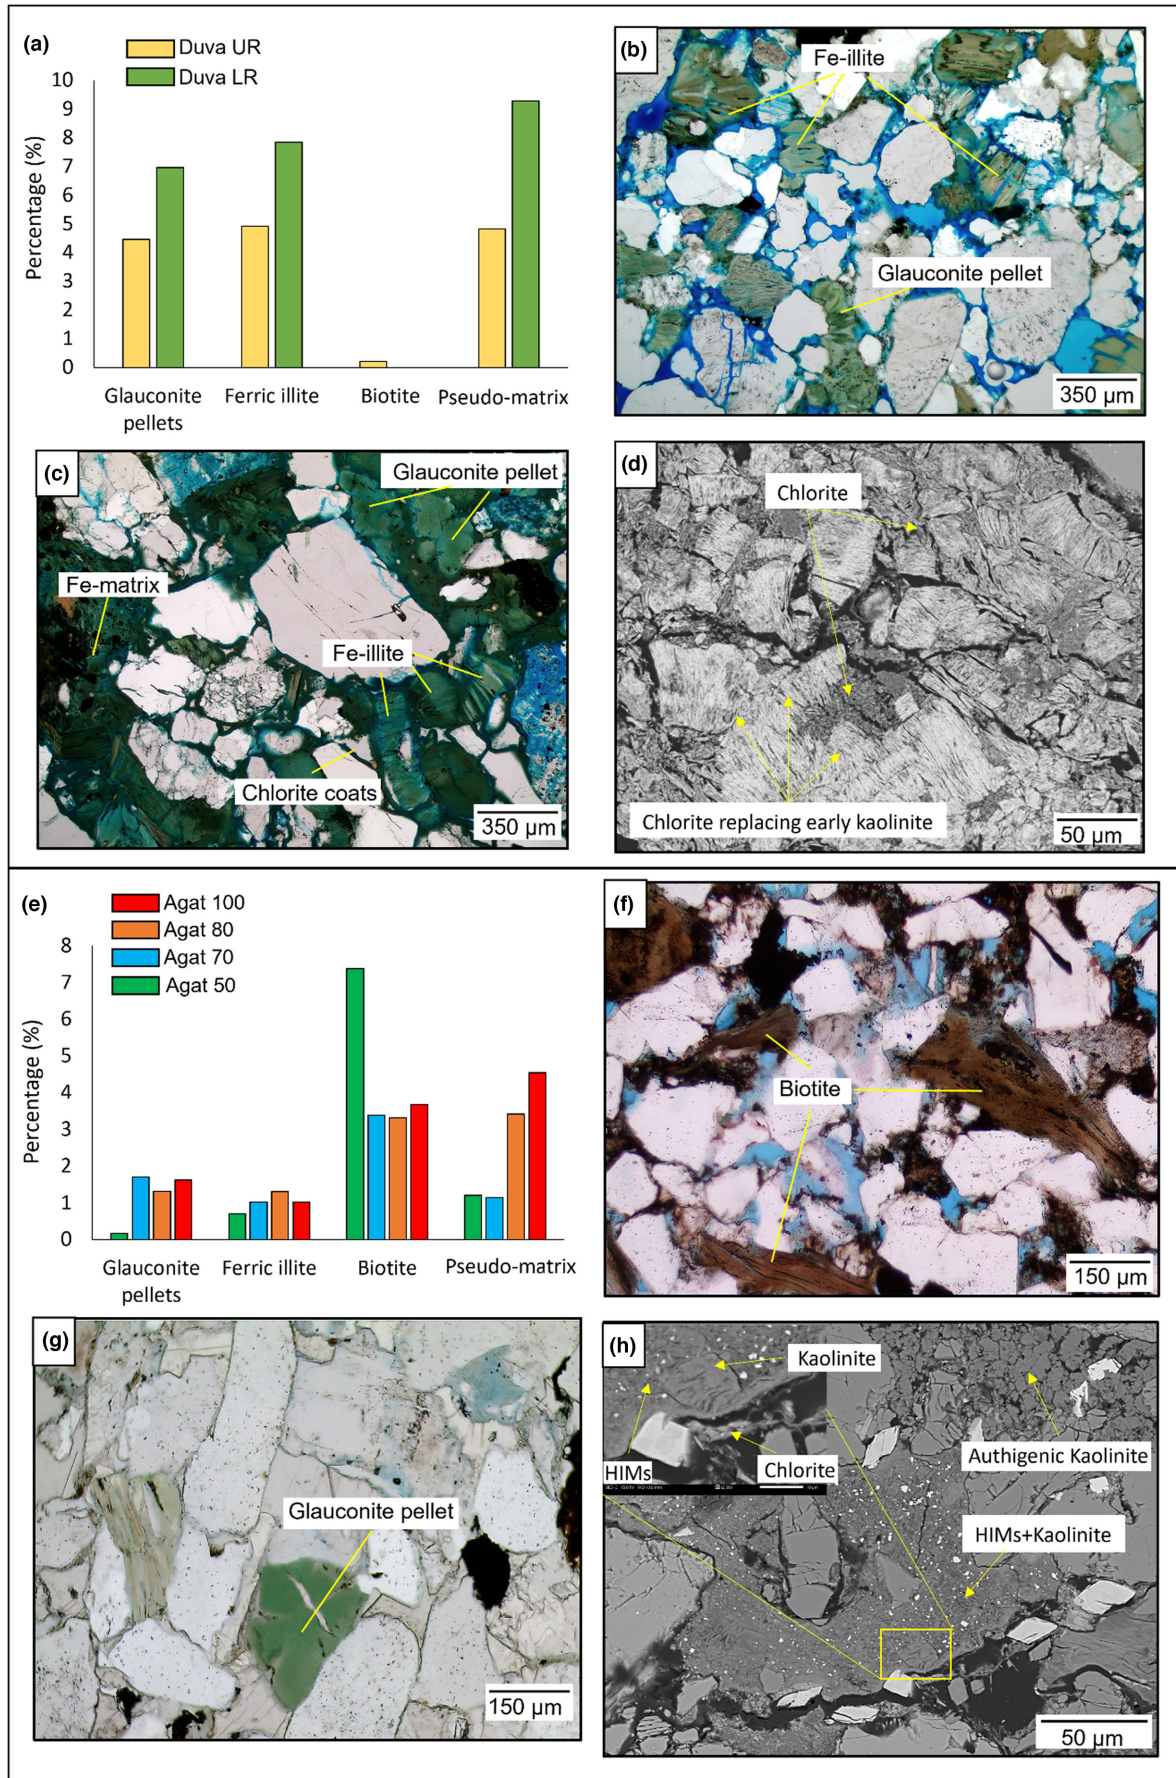 (a)
Duva UR
Duva LR
Percentage (%)
10
9
8
7
6
5
4
3
2
1
0
Glauconite pellets
Ferric illite
Biotite
Pseudo-matrix
(b)
Fe-illite
Glauconite pellet
350 µm
(c)
Glauconite pellet
Fe-matrix
Fe-illite
Chlorite coats
350 µm
(d)
Chlorite
Chlorite replacing early kaolinite
50 µm
(e)
Agat 100
Agat 80
Agat 70
Agat 50
Percentage (%)
8
7
6
5
4
3
2
1
0
Glauconite pellets
Ferric illite
Biotite
Pseudo-matrix
(f)
Biotite
150 µm
(g)
Glauconite pellet
150 µm
(h)
Kaolinite
HIMs
Chlorite
Authigenic Kaolinite
HIMs+Kaolinite
50 µm